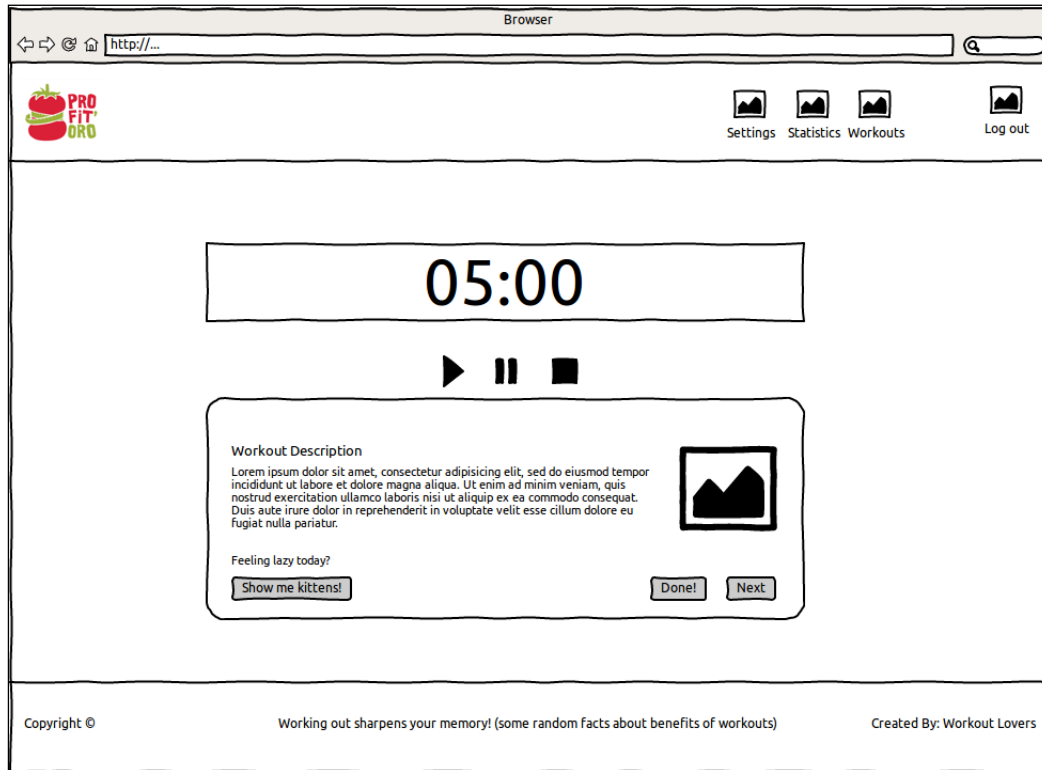 Browser
http://...
PRO
FIT'
ORO
Settings Statistics Workouts Log out
05:00
Workout Description
Lorem ipsum dolor sit amet, consectetur adipisicing elit, sed do eiusmod tempor
incididunt ut labore et dolore magna aliqua. Ut enim ad minim veniam, quis
nostrud exercitation ullamco laboris nisi ut aliquip ex ea commodo consequat.
Duis aute irure dolor in reprehenderit in voluptate velit esse cillum dolore eu
fugiat nulla pariatur.
Feeling lazy today?
Show me kittens! Done! Next
Copyright © Working out sharpens your memory! (some random facts about benefits of workouts) Created By: Workout Lovers